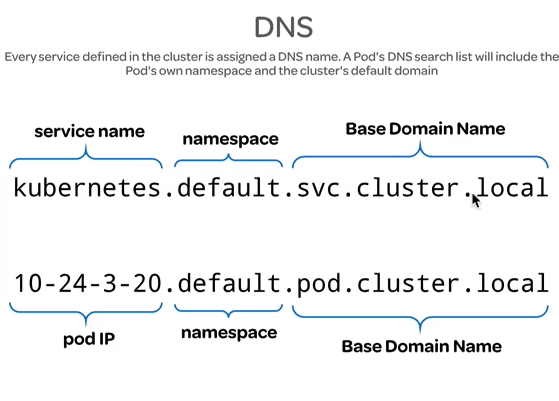 DNS
Every service defined in the cluster is assigned a DNS name. A Pod's DNS search list will include the
Pod's own namespace and the cluster's default domain
service name
namespace
Base Domain Name
kubernetes.default.svc.cluster.local
10-24-3-20.default.pod.cluster.local
pod IP
namespace
Base Domain Name